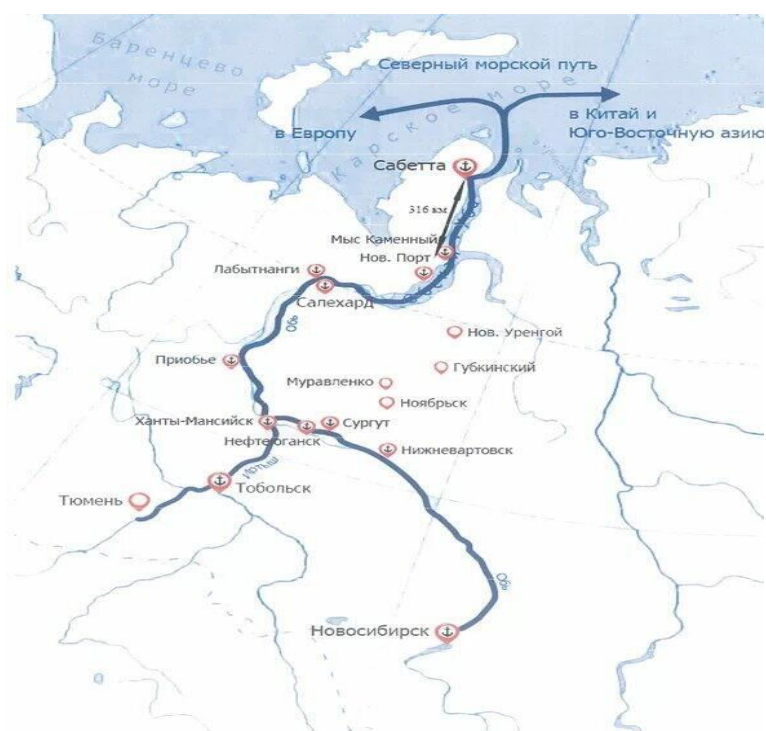 Баренцево
море
Северный морской путь
Карское море
в Европу
в Китай и
Юго-Восточную азию
Сабетта
316 км
Мыс Каменный
Нов. Порт
Лабытнанги
Салехард
Обь
Нов. Уренгой
Приобье
Губкинский
Муравленко
Ноябрьск
Ханты-Мансийск
Сургут
Нефтеюганск
Нижневартовск
Иртыш
Тобольск
Тюмень
Обь
Новосибирск